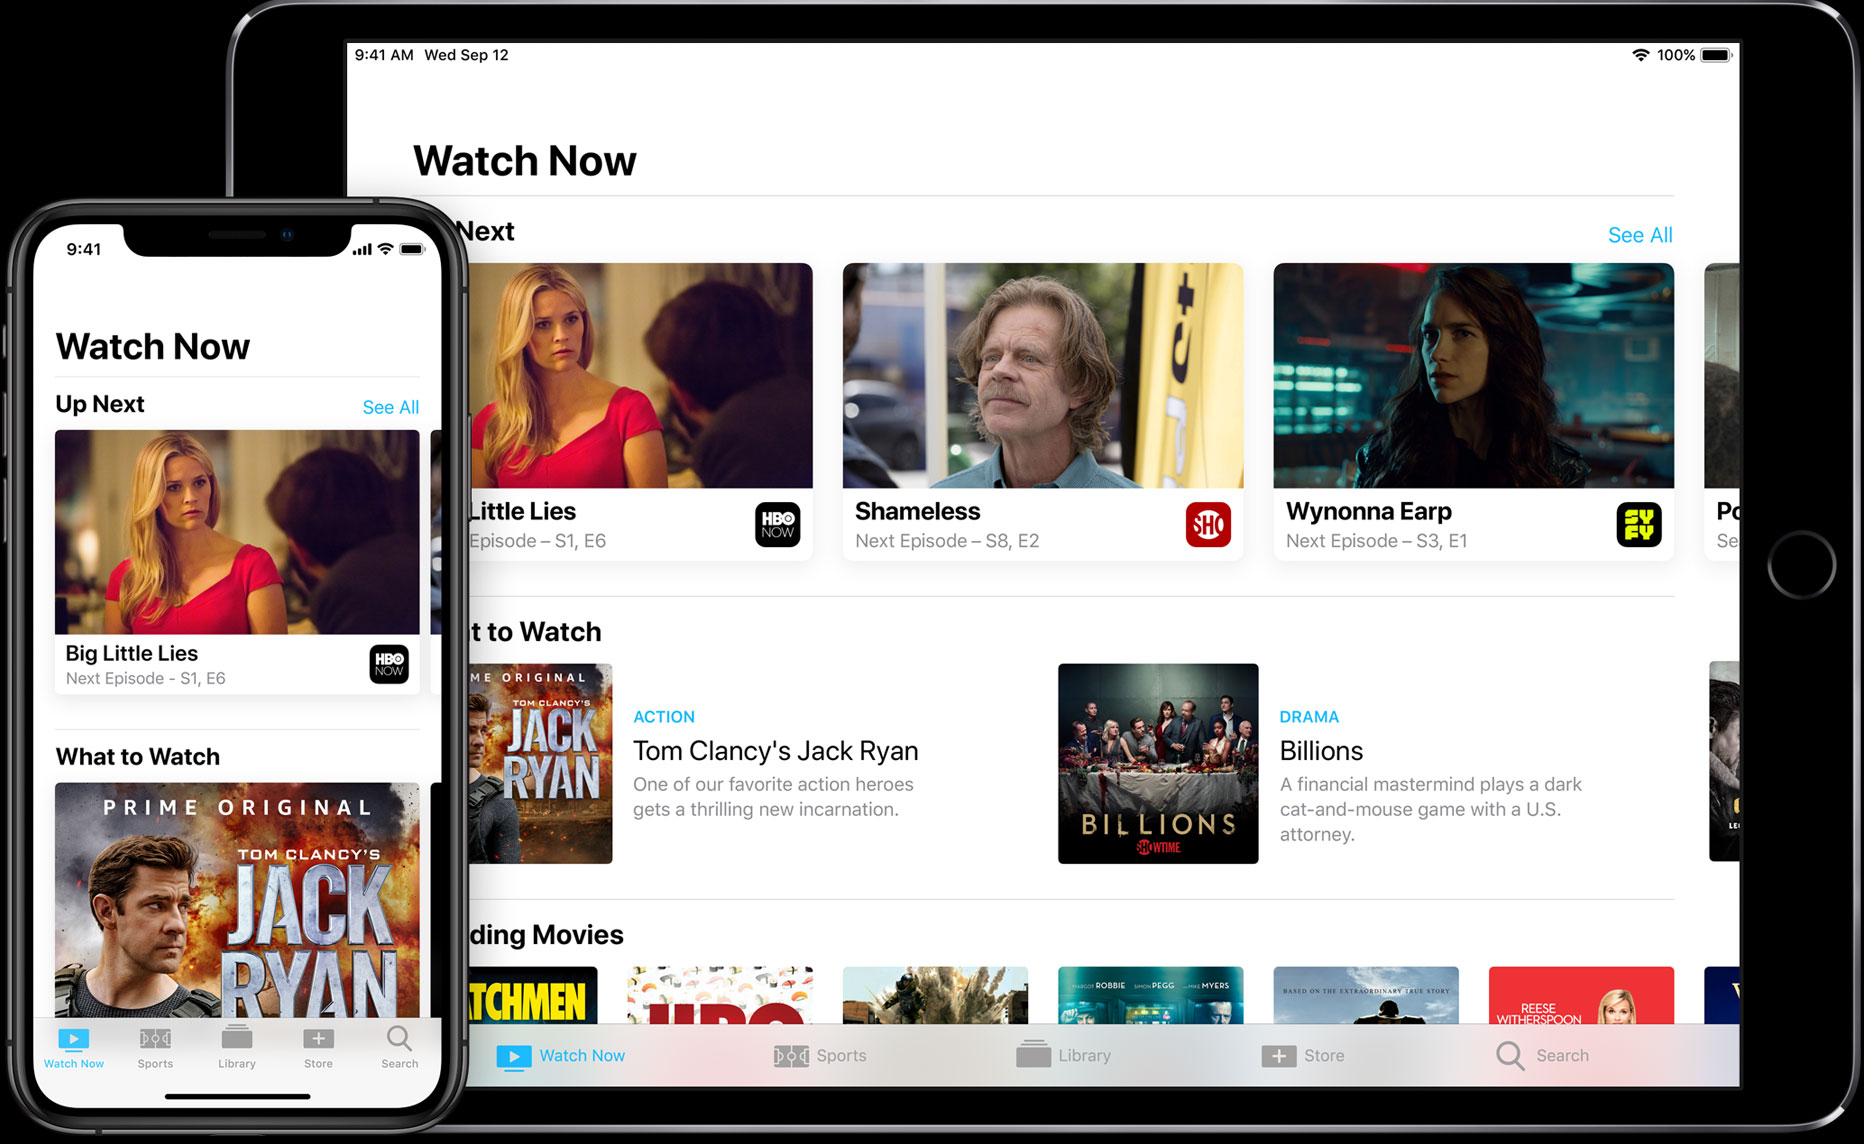 9:41 AM Wed Sep 12
100%
Watch Now
Next
See All
Little Lies
Episode – S1, E6
HBO
NOW
Shameless
Next Episode – S8, E2
SHO
Wynonna Earp
Next Episode – S3, E1
SYFY
Po
Se
t to Watch
ME ORIGINAL
TOM CLANCY'S
JACK
RYAN
ACTION
Tom Clancy's Jack Ryan
One of our favorite action heroes
gets a thrilling new incarnation.
BILLIONS
SHOWTIME
DRAMA
Billions
A financial mastermind plays a dark
cat-and-mouse game with a U.S.
attorney.
ding Movies
TCHMEN
MARGOT ROBBIE SIMON PEGG AND MIKE MYERS
BASED ON THE EXTRAORDINARY TRUE STORY
REESE
WITHERSPOON
Watch Now
Sports
Library
Store
Search
9:41
Watch Now
Up Next
See All
Big Little Lies
Next Episode - S1, E6
HBO
NOW
What to Watch
PRIME ORIGINAL
TOM CLANCY'S
JACK
RYAN
Watch Now
Sports
Library
Store
Search